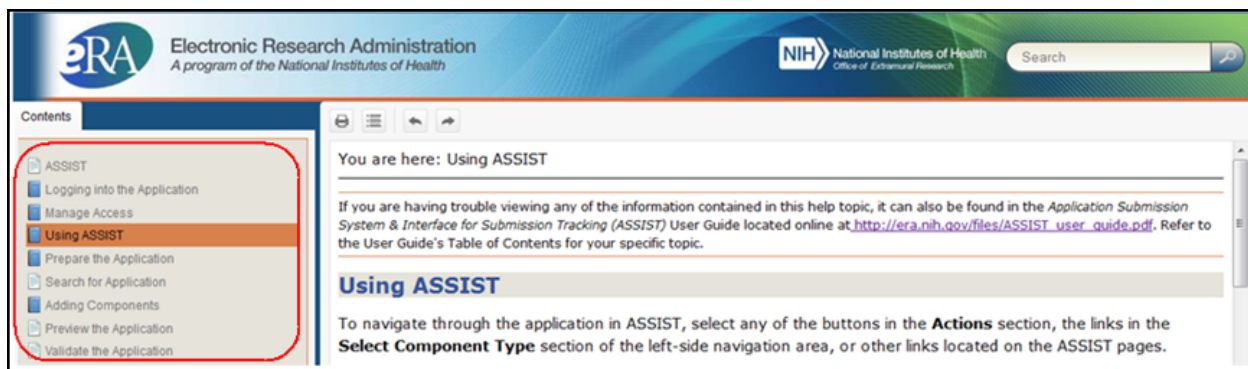 eRA
Electronic Research Administration
A program of the National Institutes of Health
NIH
National Institutes of Health
Office of Extramural Research
Search
Contents
ASSIST
Logging into the Application
Manage Access
Using ASSIST
Prepare the Application
Search for Application
Adding Components
Preview the Application
Validate the Application
You are here: Using ASSIST
If you are having trouble viewing any of the information contained in this help topic, it can also be found in the Application Submission
System & Interface for Submission Tracking (ASSIST) User Guide located online at http://era.nih.gov/files/ASSIST_user_guide.pdf. Refer to
the User Guide's Table of Contents for your specific topic.
Using ASSIST
To navigate through the application in ASSIST, select any of the buttons in the Actions section, the links in the
Select Component Type section of the left-side navigation area, or other links located on the ASSIST pages.